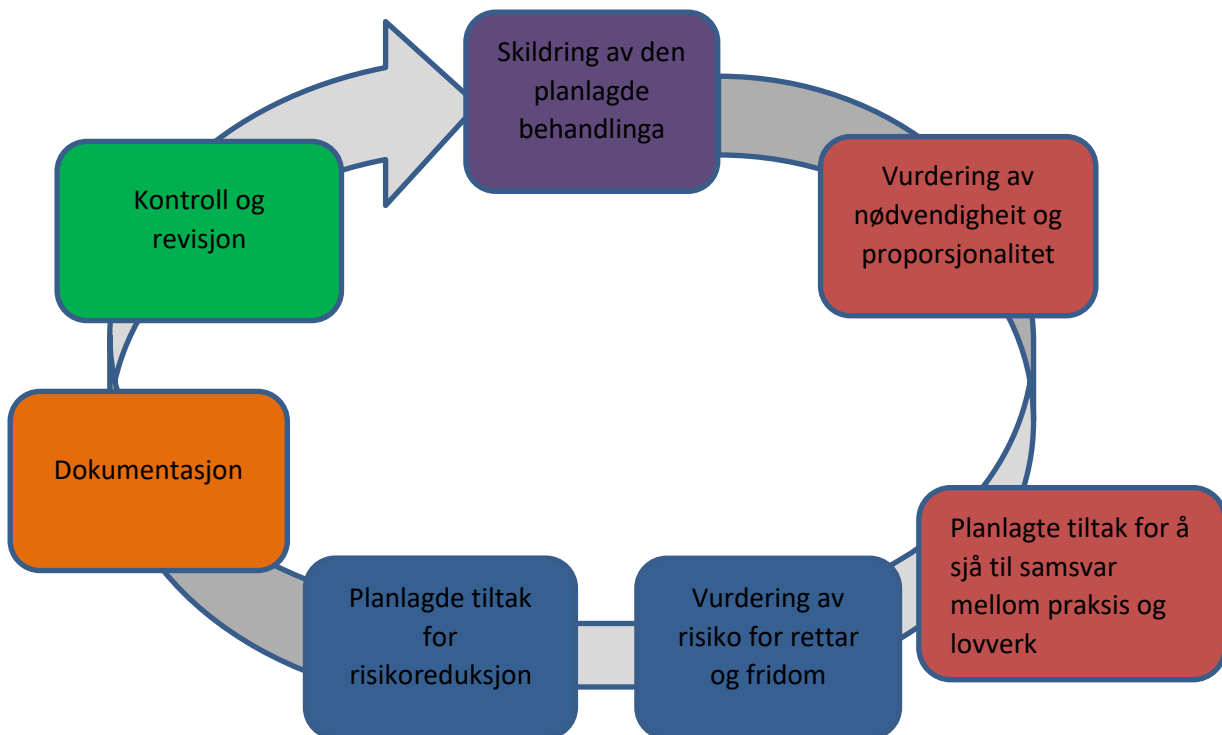 Skildring av den
planlagde
behandlinga
Vurdering av
nødvendigheit og
proporsjonalitet
Planlagte tiltak for å
sjå til samsvar
mellom praksis og
lovverk
Vurdering av
risiko for rettar
og fridom
Planlagde tiltak
for
risikoreduksjon
Dokumentasjon
Kontroll og
revisjon